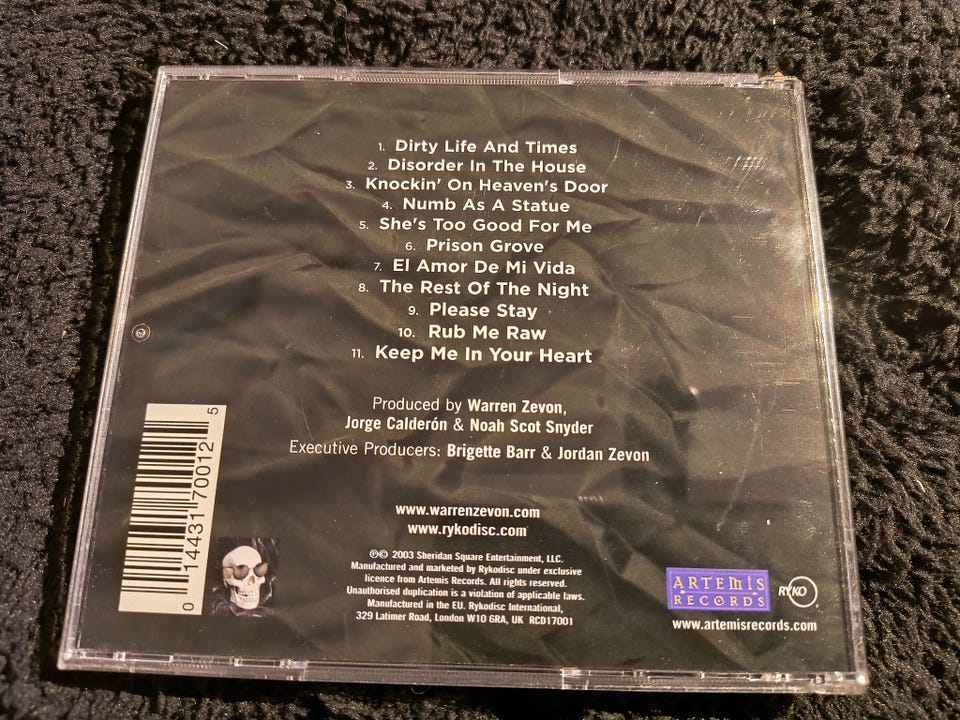 1. Dirty Life And Times
2. Disorder In The House
3. Knockin' On Heaven's Door
4. Numb As A Statue
5. She's Too Good For Me
6. Prison Grove
7. El Amor De Mi Vida
8. The Rest Of The Night
9. Please Stay
10. Rub Me Raw
11. Keep Me In Your Heart
Produced by Warren Zevon,
Jorge Calderón & Noah Scot Snyder
Executive Producers: Brigette Barr & Jordan Zevon
www.warrenzevon.com
www.rykodisc.com
℗© 2003 Sheridan Square Entertainment, LLC.
Manufactured and marketed by Rykodisc under exclusive
licence from Artemis Records. All rights reserved.
Unauthorised duplication is a violation of applicable laws.
Manufactured in the EU. Rykodisc International,
329 Latimer Road, London W10 6RA, UK RCD17001
0 14431 70012 5
ARTEMIS
RECORDS
RYKO
www.artemisrecords.com